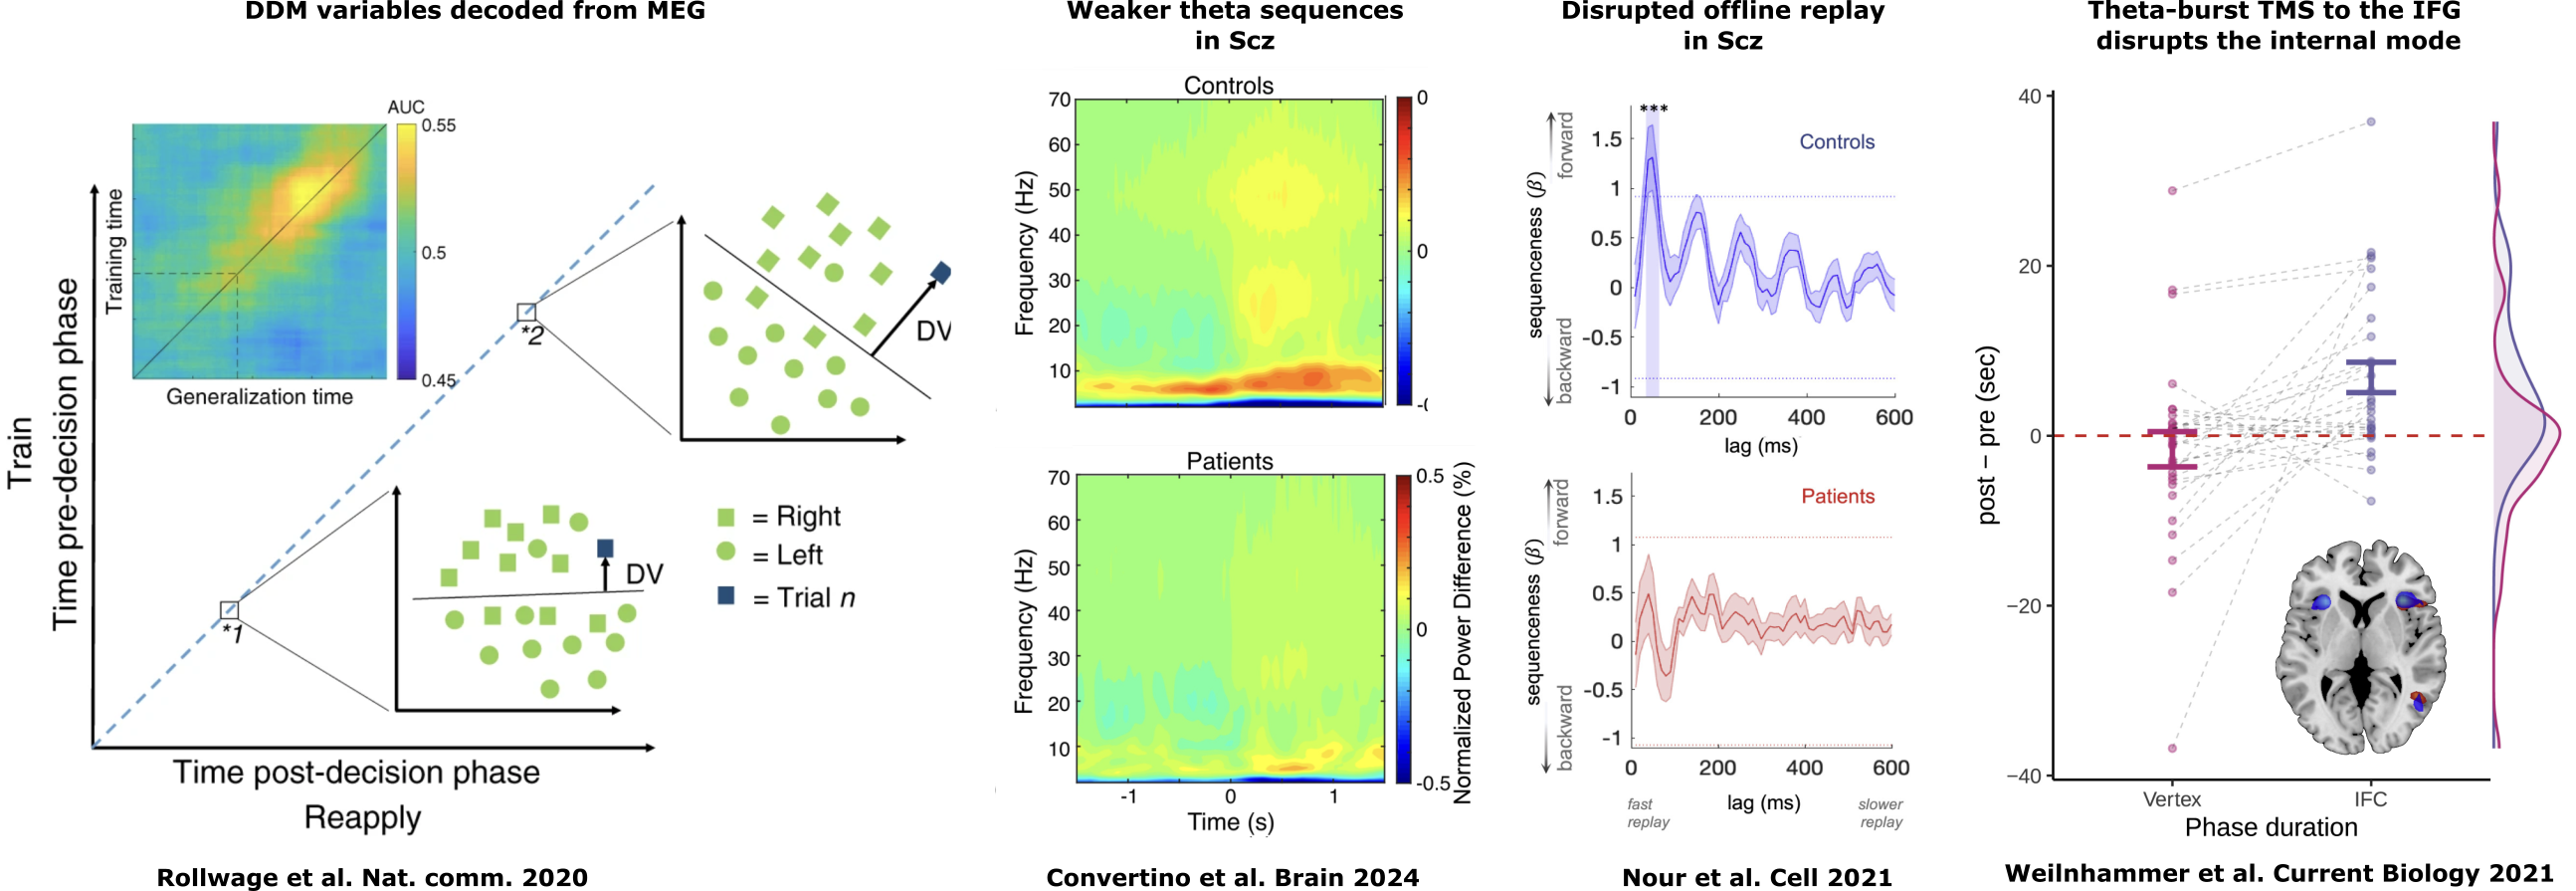 DDM variables decoded from MEG
AUC
0.55
0.5
0.45
Training time
Generalization time
Train
Time pre-decision phase
*2
DV
*1
DV
= Right
= Left
= Trial n
Time post-decision phase
Reapply
Rollwage et al. Nat. comm. 2020
Weaker theta sequences
in Scz
Controls
70
60
50
40
30
20
10
Frequency (Hz)
0
0
Patients
70
60
50
40
30
20
10
Frequency (Hz)
-1
0
1
Time (s)
0.5
0
-0.5
Normalized Power Difference (%)
Convertino et al. Brain 2024
Disrupted offline replay
in Scz
***
Controls
forward
backward
sequenceness (β)
1.5
1
0.5
0
-0.5
-1
0
200
400
600
lag (ms)
Patients
forward
backward
sequenceness (β)
1.5
1
0.5
0
-0.5
-1
0
200
400
600
fast
replay
lag (ms)
slower
replay
Nour et al. Cell 2021
Theta-burst TMS to the IFG
disrupts the internal mode
40
20
0
−20
−40
post − pre (sec)
Vertex
IFC
Phase duration
Weilnhammer et al. Current Biology 2021